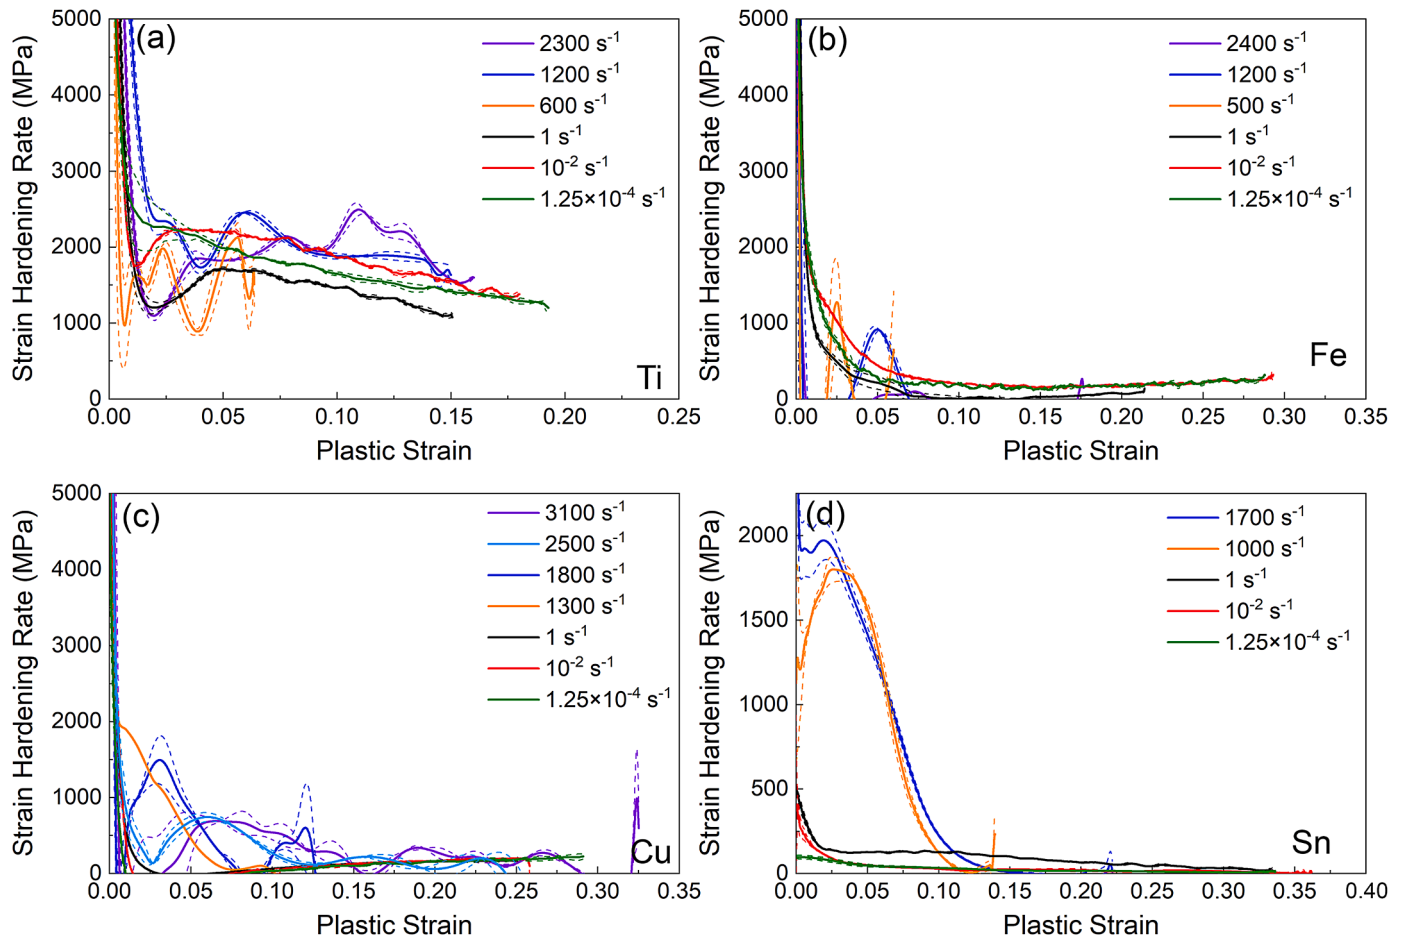 (a)
5000
4000
3000
2000
1000
0
Strain Hardening Rate (MPa)
2300 s⁻¹
1200 s⁻¹
600 s⁻¹
1 s⁻¹
10⁻² s⁻¹
1.25×10⁻⁴ s⁻¹
Ti
0.00 0.05 0.10 0.15 0.20 0.25
Plastic Strain
(b)
5000
4000
3000
2000
1000
0
Strain Hardening Rate (MPa)
2400 s⁻¹
1200 s⁻¹
500 s⁻¹
1 s⁻¹
10⁻² s⁻¹
1.25×10⁻⁴ s⁻¹
Fe
0.00 0.05 0.10 0.15 0.20 0.25 0.30 0.35
Plastic Strain
(c)
5000
4000
3000
2000
1000
0
Strain Hardening Rate (MPa)
3100 s⁻¹
2500 s⁻¹
1800 s⁻¹
1300 s⁻¹
1 s⁻¹
10⁻² s⁻¹
1.25×10⁻⁴ s⁻¹
Cu
0.00 0.05 0.10 0.15 0.20 0.25 0.30 0.35
Plastic Strain
(d)
2000
1500
1000
500
0
Strain Hardening Rate (MPa)
1700 s⁻¹
1000 s⁻¹
1 s⁻¹
10⁻² s⁻¹
1.25×10⁻⁴ s⁻¹
Sn
0.00 0.05 0.10 0.15 0.20 0.25 0.30 0.35 0.40
Plastic Strain